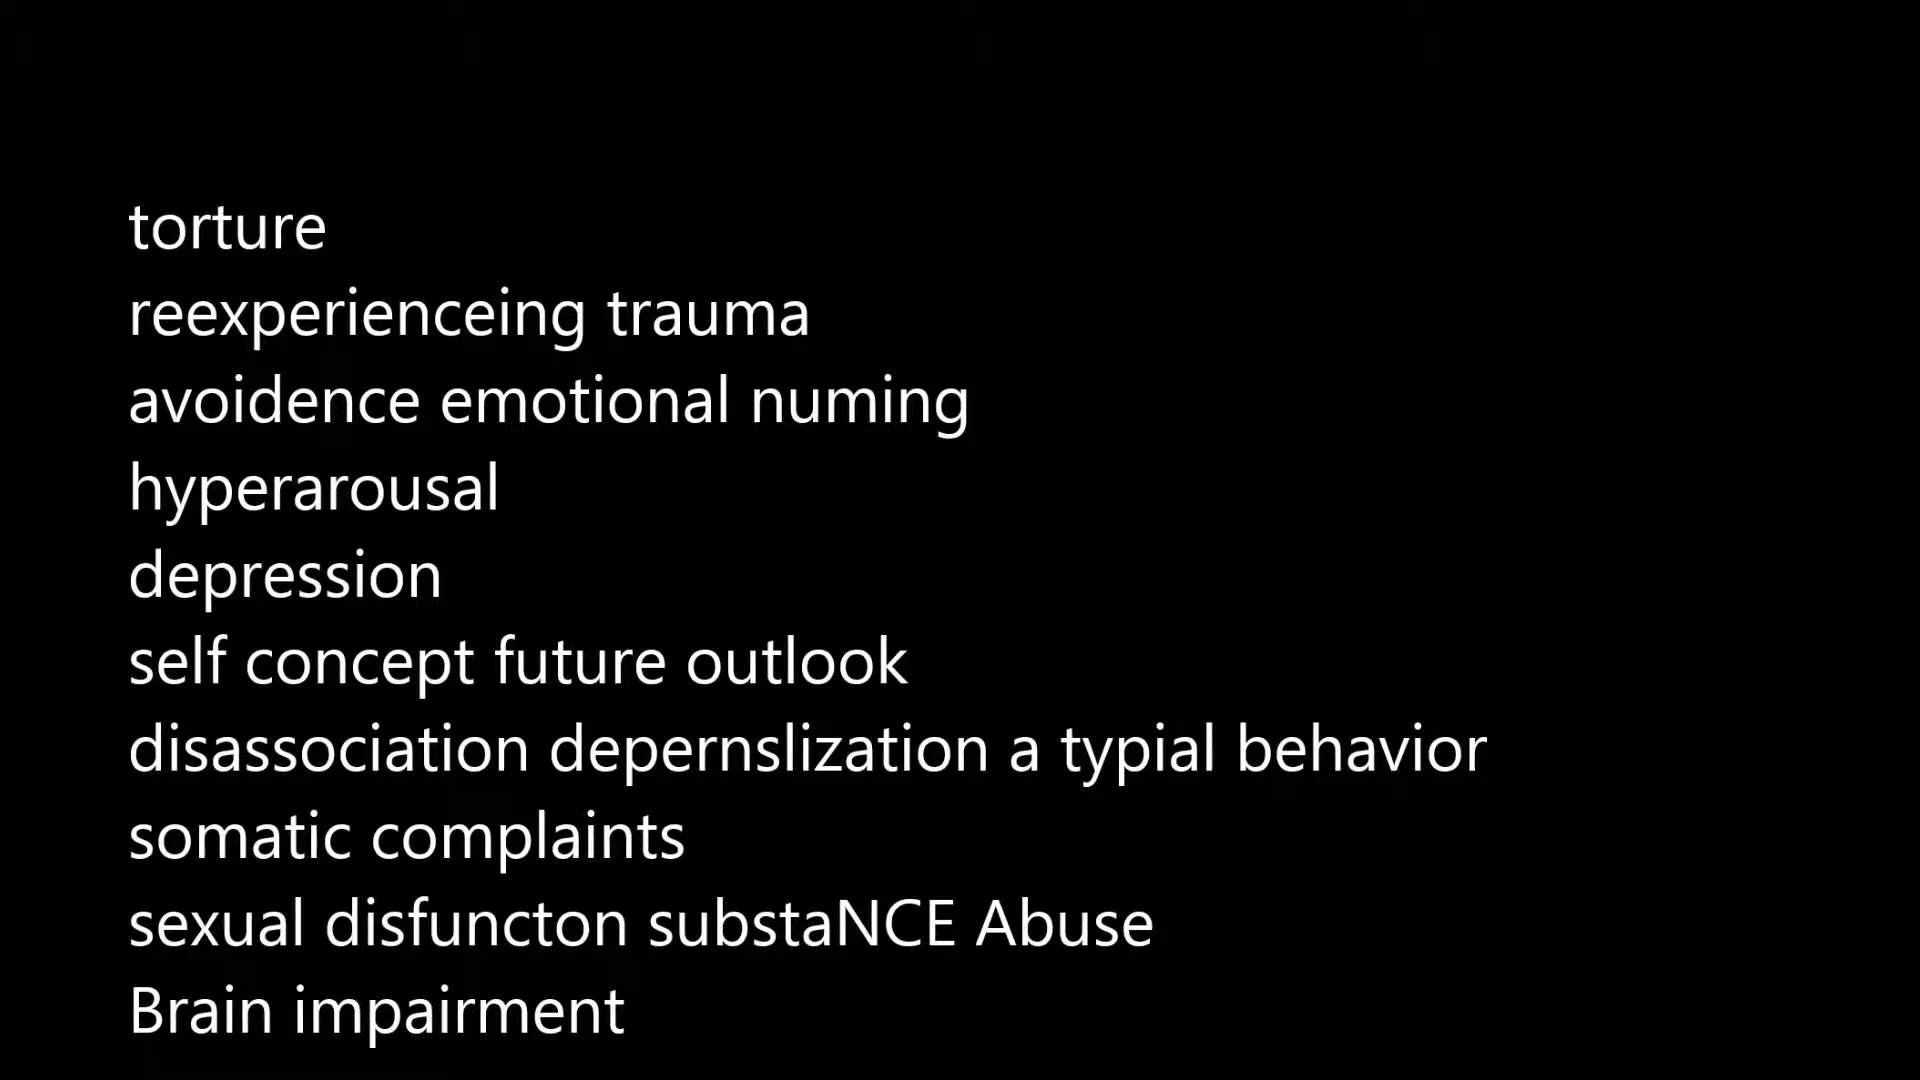 torture
reexperienceing trauma
avoidence emotional numing
hyperarousal
depression
self concept future outlook
disassociation depernslization a typial behavior
somatic complaints
sexual disfuncton substaNCE Abuse
Brain impairment